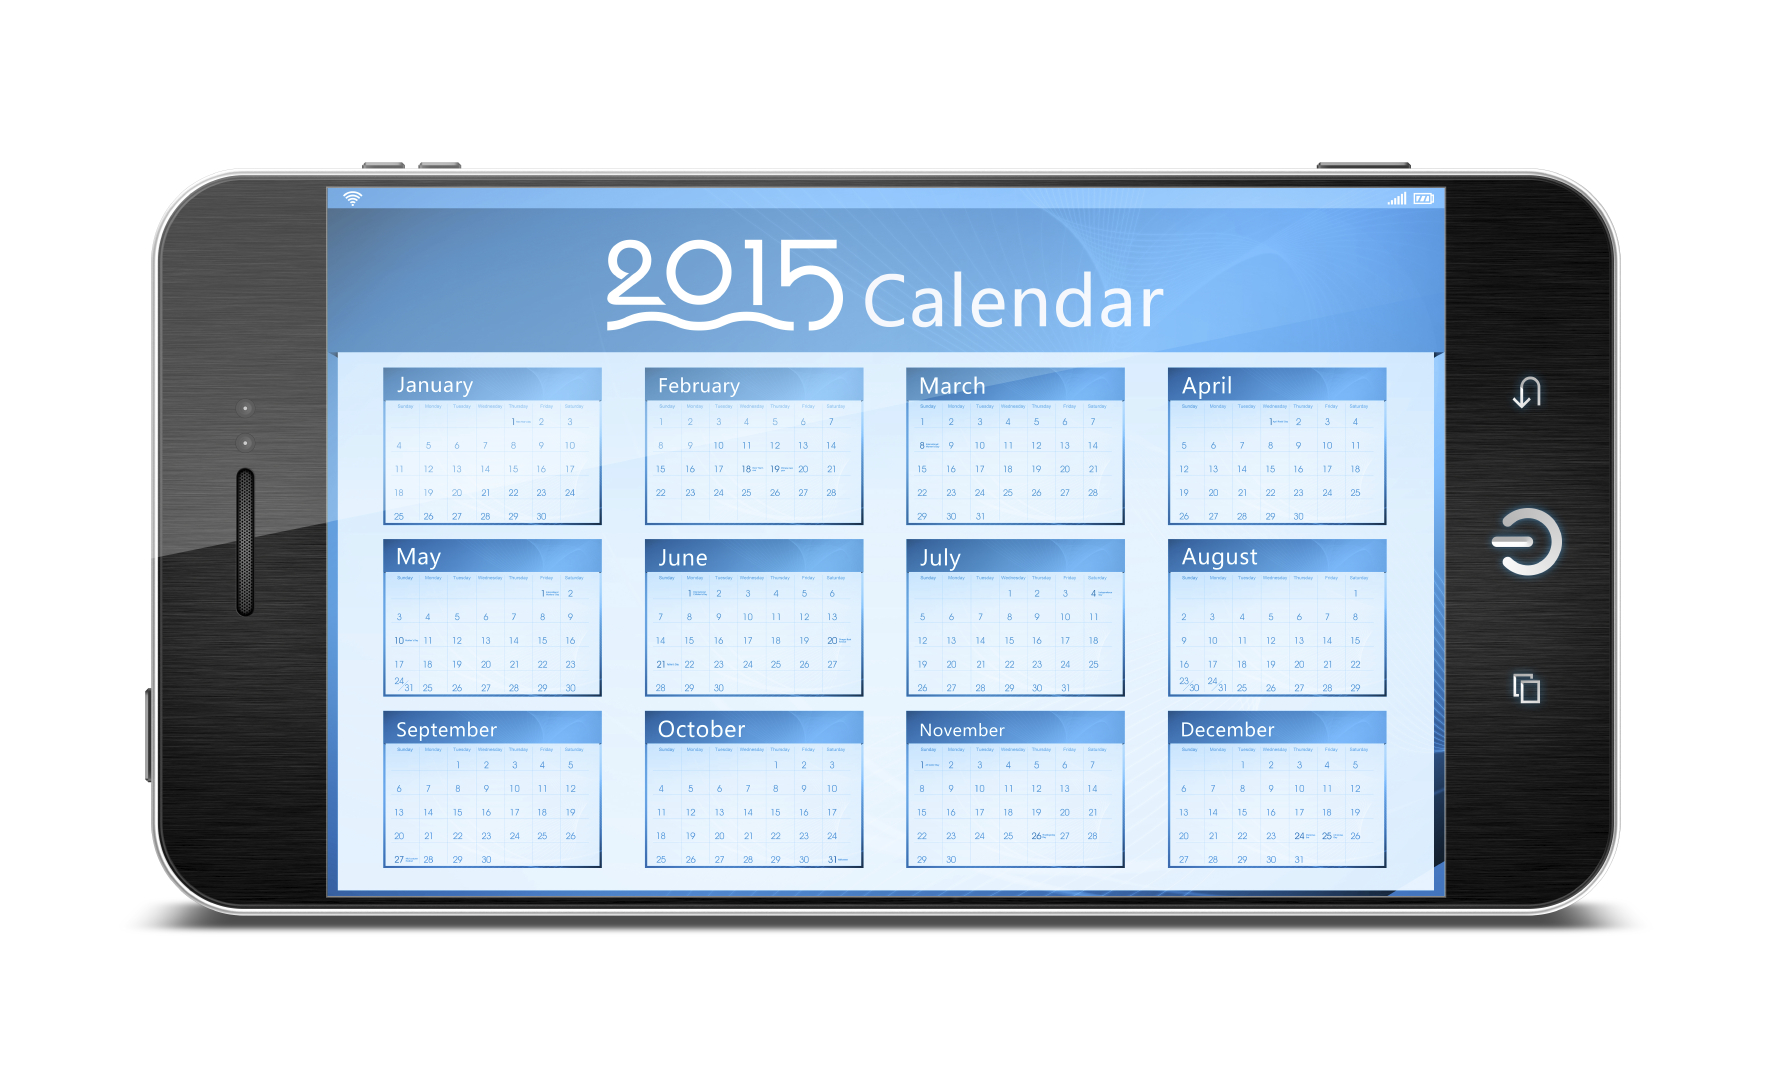 2015 Calendar
January February March April
Sunday Monday Tuesday Wednesday Thursday Friday Saturday Sunday Monday Tuesday Wednesday Thursday Friday Saturday Sunday Monday Tuesday Wednesday Thursday Friday Saturday Sunday Monday Tuesday Wednesday Thursday Friday Saturday
1 2 3 1 2 3 4 5 6 7 1 2 3 4 5 6 7 1 2 3 4
4 5 6 7 8 9 10 8 9 10 11 12 13 14 8 9 10 11 12 13 14 5 6 7 8 9 10 11
11 12 13 14 15 16 17 15 16 17 18 19 20 21 15 16 17 18 19 20 21 12 13 14 15 16 17 18
18 19 20 21 22 23 24 22 23 24 25 26 27 28 22 23 24 25 26 27 28 19 20 21 22 23 24 25
25 26 27 28 29 30 29 30 31 26 27 28 29 30
May June July August
Sunday Monday Tuesday Wednesday Thursday Friday Saturday Sunday Monday Tuesday Wednesday Thursday Friday Saturday Sunday Monday Tuesday Wednesday Thursday Friday Saturday Sunday Monday Tuesday Wednesday Thursday Friday Saturday
1 2 1 2 3 4 5 6 1 2 3 4 1
3 4 5 6 7 8 9 7 8 9 10 11 12 13 5 6 7 8 9 10 11 2 3 4 5 6 7 8
10 11 12 13 14 15 16 14 15 16 17 18 19 20 12 13 14 15 16 17 18 9 10 11 12 13 14 15
17 18 19 20 21 22 23 21 22 23 24 25 26 27 19 20 21 22 23 24 25 16 17 18 19 20 21 22
24/31 25 26 27 28 29 30 28 29 30 26 27 28 29 30 31 23/30 24/31 25 26 27 28 29
September October November December
Sunday Monday Tuesday Wednesday Thursday Friday Saturday Sunday Monday Tuesday Wednesday Thursday Friday Saturday Sunday Monday Tuesday Wednesday Thursday Friday Saturday Sunday Monday Tuesday Wednesday Thursday Friday Saturday
1 2 3 4 5 1 2 3 1 2 3 4 5 6 7 1 2 3 4 5
6 7 8 9 10 11 12 4 5 6 7 8 9 10 8 9 10 11 12 13 14 6 7 8 9 10 11 12
13 14 15 16 17 18 19 11 12 13 14 15 16 17 15 16 17 18 19 20 21 13 14 15 16 17 18 19
20 21 22 23 24 25 26 18 19 20 21 22 23 24 22 23 24 25 26 27 28 20 21 22 23 24 25 26
27 28 29 30 25 26 27 28 29 30 31 29 30 27 28 29 30 31